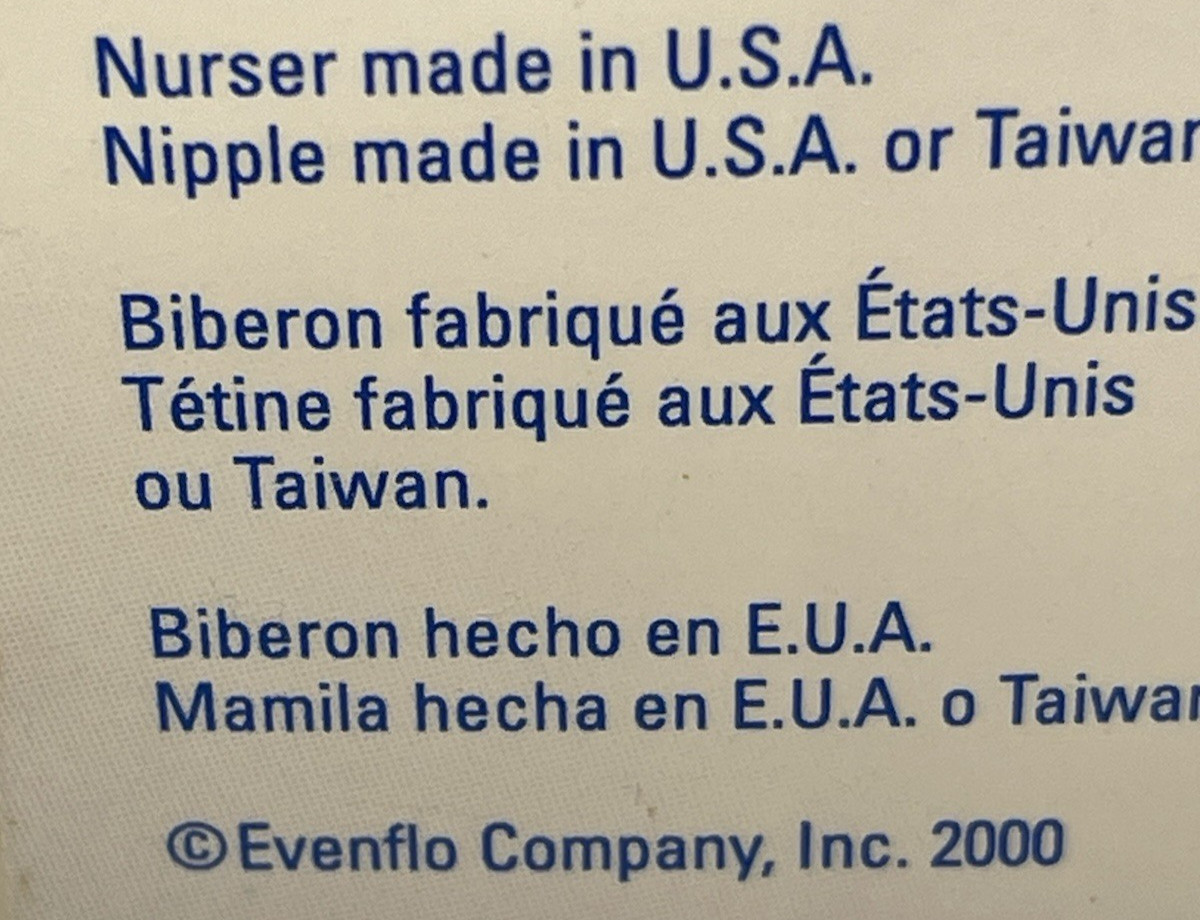 Nurser made in U.S.A.
Nipple made in U.S.A. or Taiwan
Biberon fabriqué aux États-Unis
Tétine fabriqué aux États-Unis
ou Taiwan.
Biberon hecho en E.U.A.
Mamila hecha en E.U.A. o Taiwan
©Evenflo Company, Inc. 2000